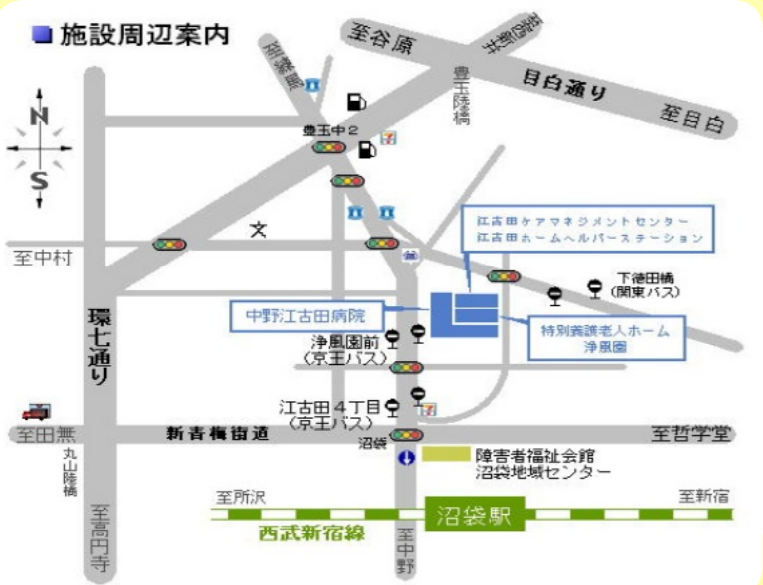 施設周辺案内
至谷原
目白通り
至目白
豊玉陸橋
N
S
豊玉中2
文
至中村
江古田ケアマネジメントセンター
江古田ホームヘルパーステーション
下徳田橋
(関東バス)
中野江古田病院
特別養護老人ホーム
浄風園
環七通り
浄風園前
(京王バス)
江古田4丁目
(京王バス)
至田無
新青梅街道
沼袋
至哲学堂
丸山陸橋
障害者福祉会館
沼袋地域センター
至高円寺
至所沢
至新宿
西武新宿線
沼袋駅
至中野